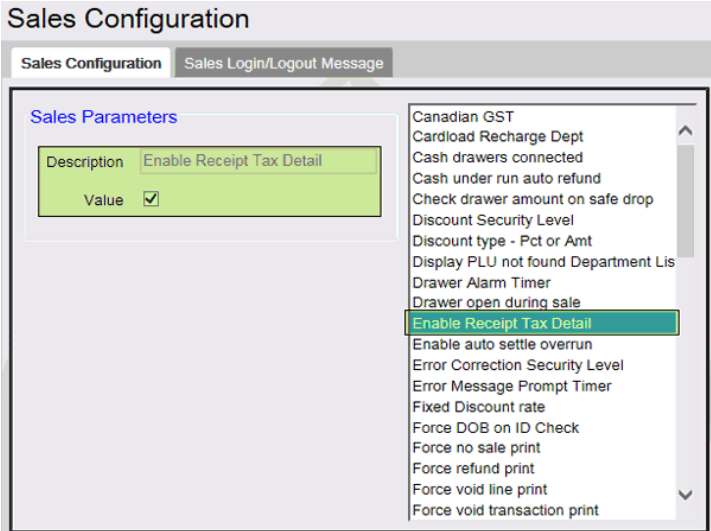 Sales Configuration
Sales Configuration
Sales Login/Logout Message
Sales Parameters
Description
Enable Receipt Tax Detail
Value
Canadian GST
Cardload Recharge Dept
Cash drawers connected
Cash under run auto refund
Check drawer amount on safe drop
Discount Security Level
Discount type - Pct or Amt
Display PLU not found Department Lis
Drawer Alarm Timer
Drawer open during sale
Enable Receipt Tax Detail
Enable auto settle overrun
Error Correction Security Level
Error Message Prompt Timer
Fixed Discount rate
Force DOB on ID Check
Force no sale print
Force refund print
Force void line print
Force void transaction print